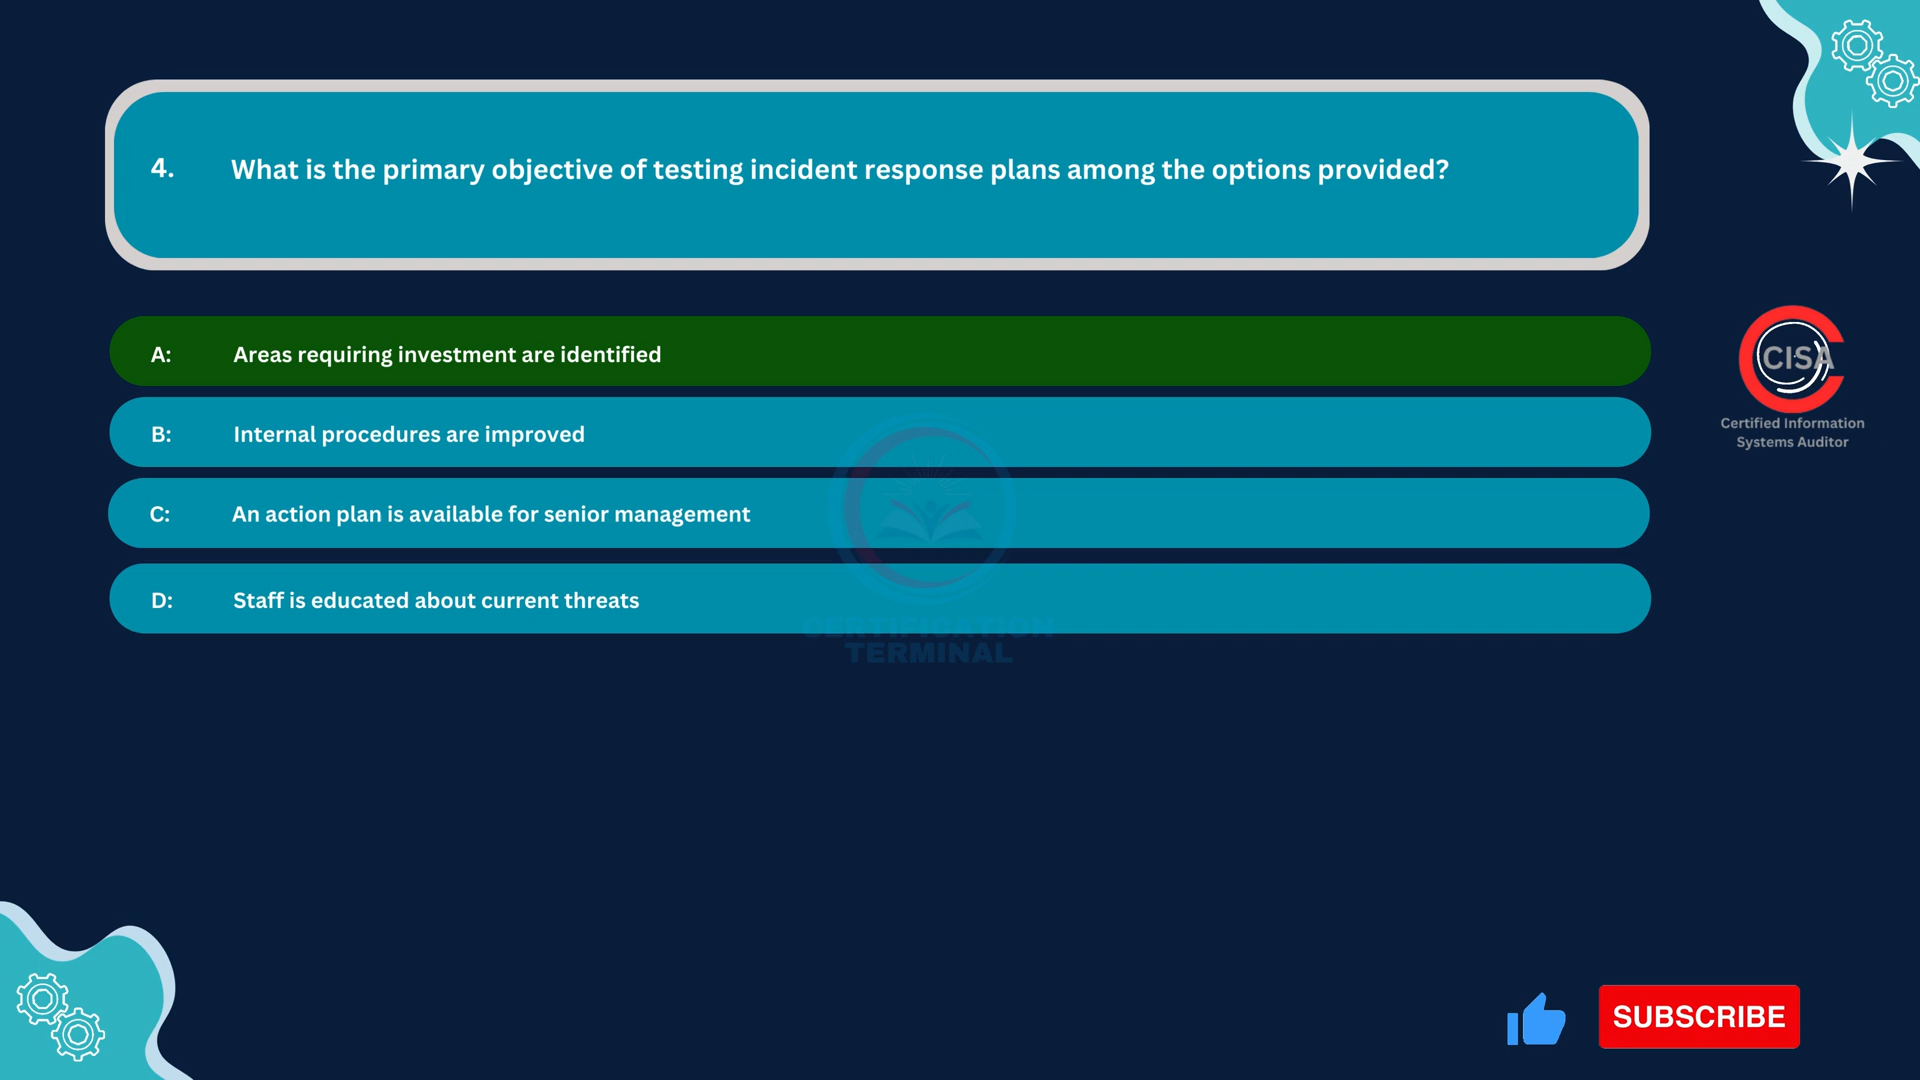 4. What is the primary objective of testing incident response plans among the options provided?
A: Areas requiring investment are identified
B: Internal procedures are improved
C: An action plan is available for senior management
D: Staff is educated about current threats
CISA
Certified Information
Systems Auditor
CERTIFICATION
TERMINAL
SUBSCRIBE